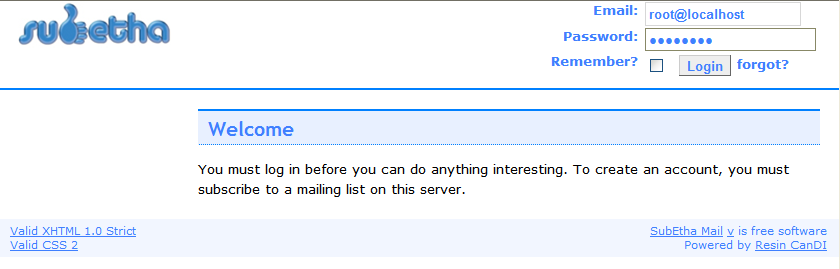 subetha
Email: root@localhost
Password: ••••••••
Remember? Login forgot?
Welcome
You must log in before you can do anything interesting. To create an account, you must
subscribe to a mailing list on this server.
Valid XHTML 1.0 Strict
Valid CSS 2
SubEtha Mail v is free software
Powered by Resin CanDI